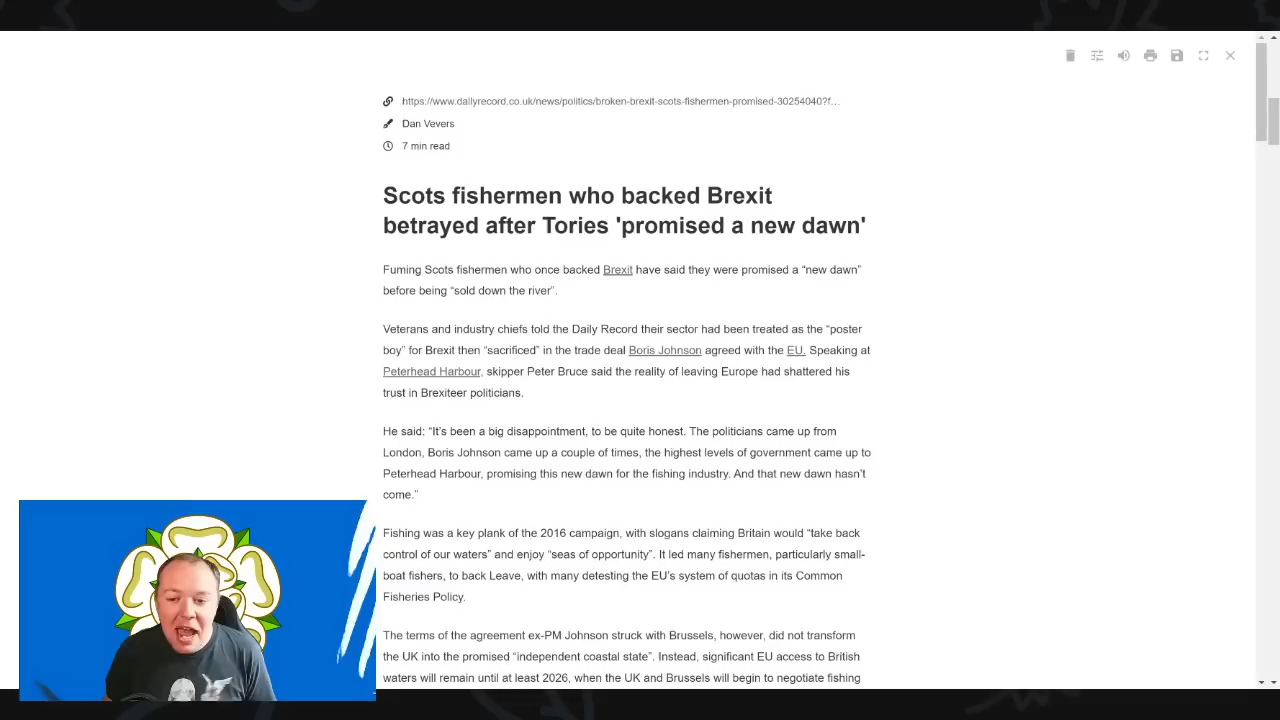 https://www.dailyrecord.co.uk/news/politics/broken-brexit-scots-fishermen-promised-30254040?f…
Dan Vevers
7 min read
Scots fishermen who backed Brexit
betrayed after Tories 'promised a new dawn'
Fuming Scots fishermen who once backed Brexit have said they were promised a “new dawn”
before being “sold down the river”.
Veterans and industry chiefs told the Daily Record their sector had been treated as the “poster
boy” for Brexit then “sacrificed” in the trade deal Boris Johnson agreed with the EU. Speaking at
Peterhead Harbour, skipper Peter Bruce said the reality of leaving Europe had shattered his
trust in Brexiteer politicians.
He said: “It’s been a big disappointment, to be quite honest. The politicians came up from
London, Boris Johnson came up a couple of times, the highest levels of government came up to
Peterhead Harbour, promising this new dawn for the fishing industry. And that new dawn hasn’t
come.”
Fishing was a key plank of the 2016 campaign, with slogans claiming Britain would “take back
control of our waters” and enjoy “seas of opportunity”. It led many fishermen, particularly small-
boat fishers, to back Leave, with many detesting the EU’s system of quotas in its Common
Fisheries Policy.
The terms of the agreement ex-PM Johnson struck with Brussels, however, did not transform
the UK into the promised “independent coastal state”. Instead, significant EU access to British
waters will remain until at least 2026, when the UK and Brussels will begin to negotiate fishing